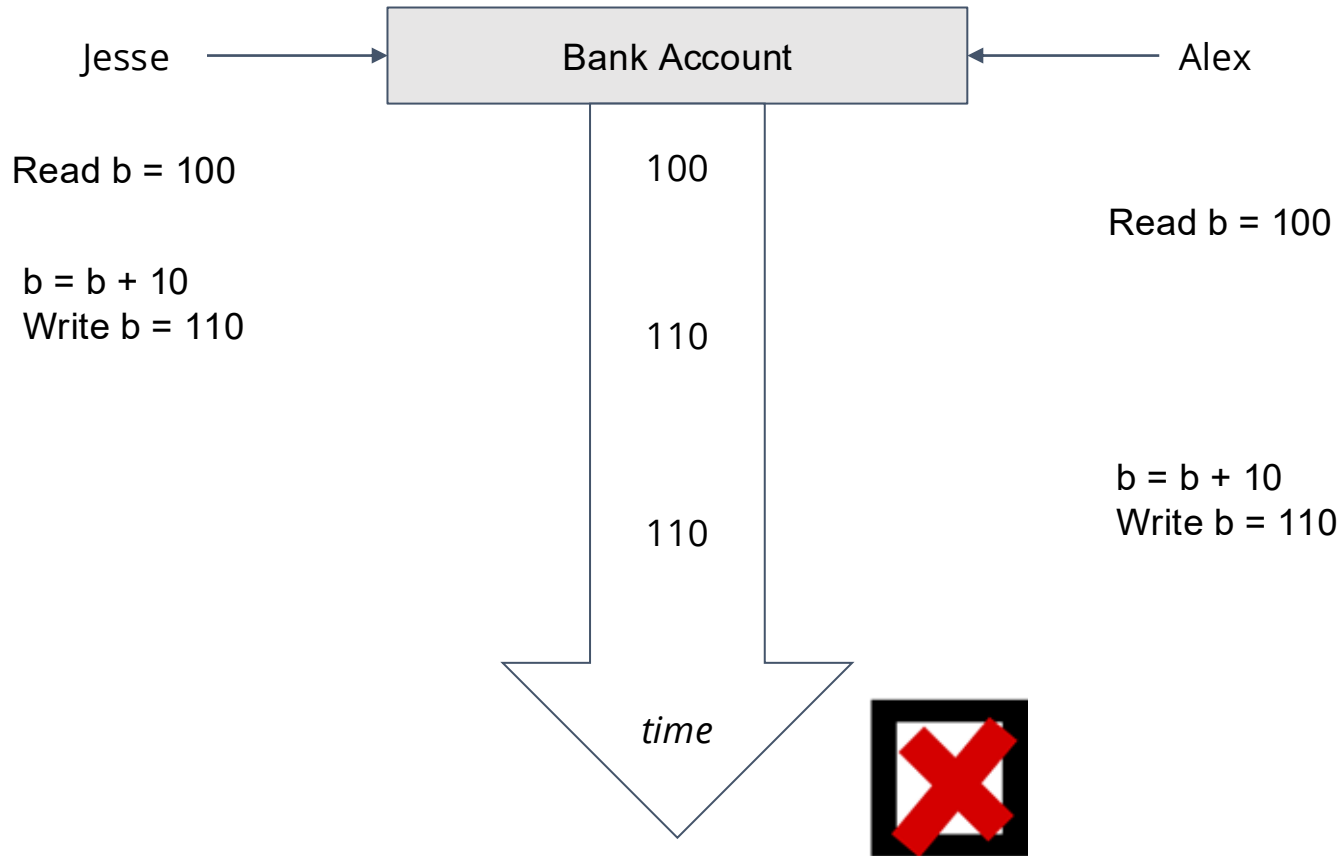 Jesse
Bank Account
Alex
Read b = 100
100
Read b = 100
b = b + 10
Write b = 110
110
b = b + 10
Write b = 110
110
time